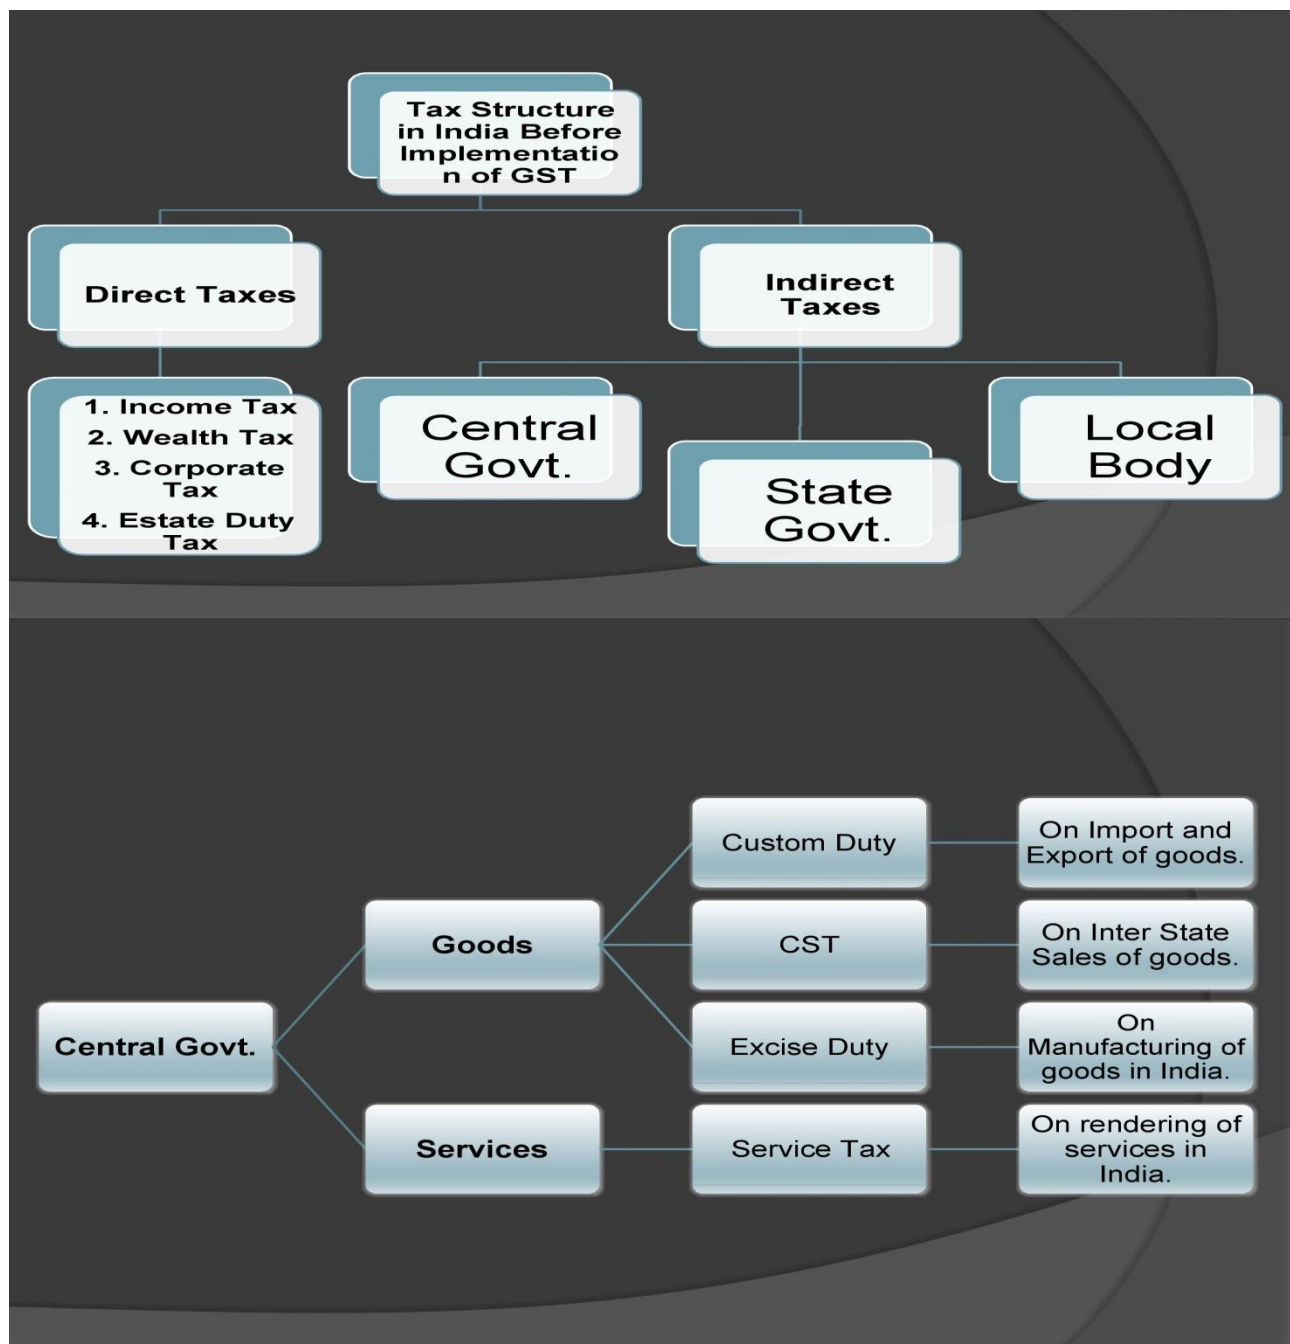 Tax Structure
in India Before
Implementatio
n of GST
Direct Taxes
Indirect
Taxes
1. Income Tax
2. Wealth Tax
3. Corporate
Tax
4. Estate Duty
Tax
Central
Govt.
State
Govt.
Local
Body
Central Govt.
Goods
Custom Duty
On Import and
Export of goods.
CST
On Inter State
Sales of goods.
Excise Duty
On
Manufacturing of
goods in India.
Services
Service Tax
On rendering of
services in
India.